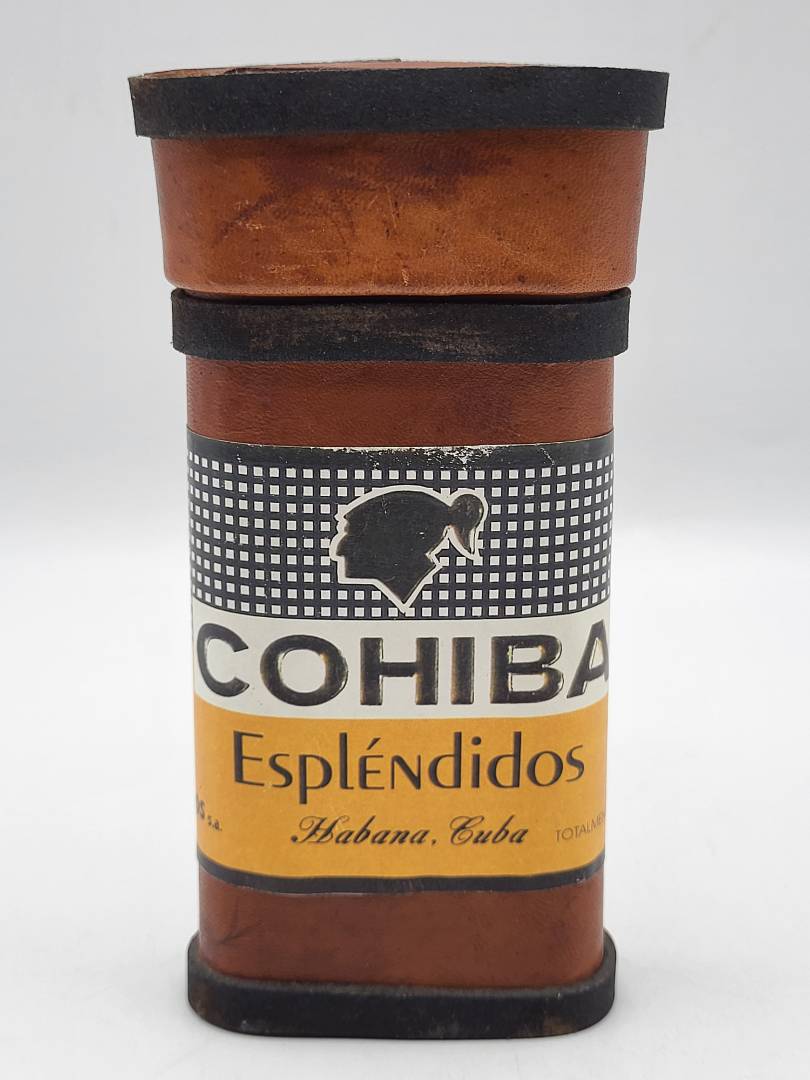 COHIBA
EspléNdidos
s.a.
Habana, Cuba